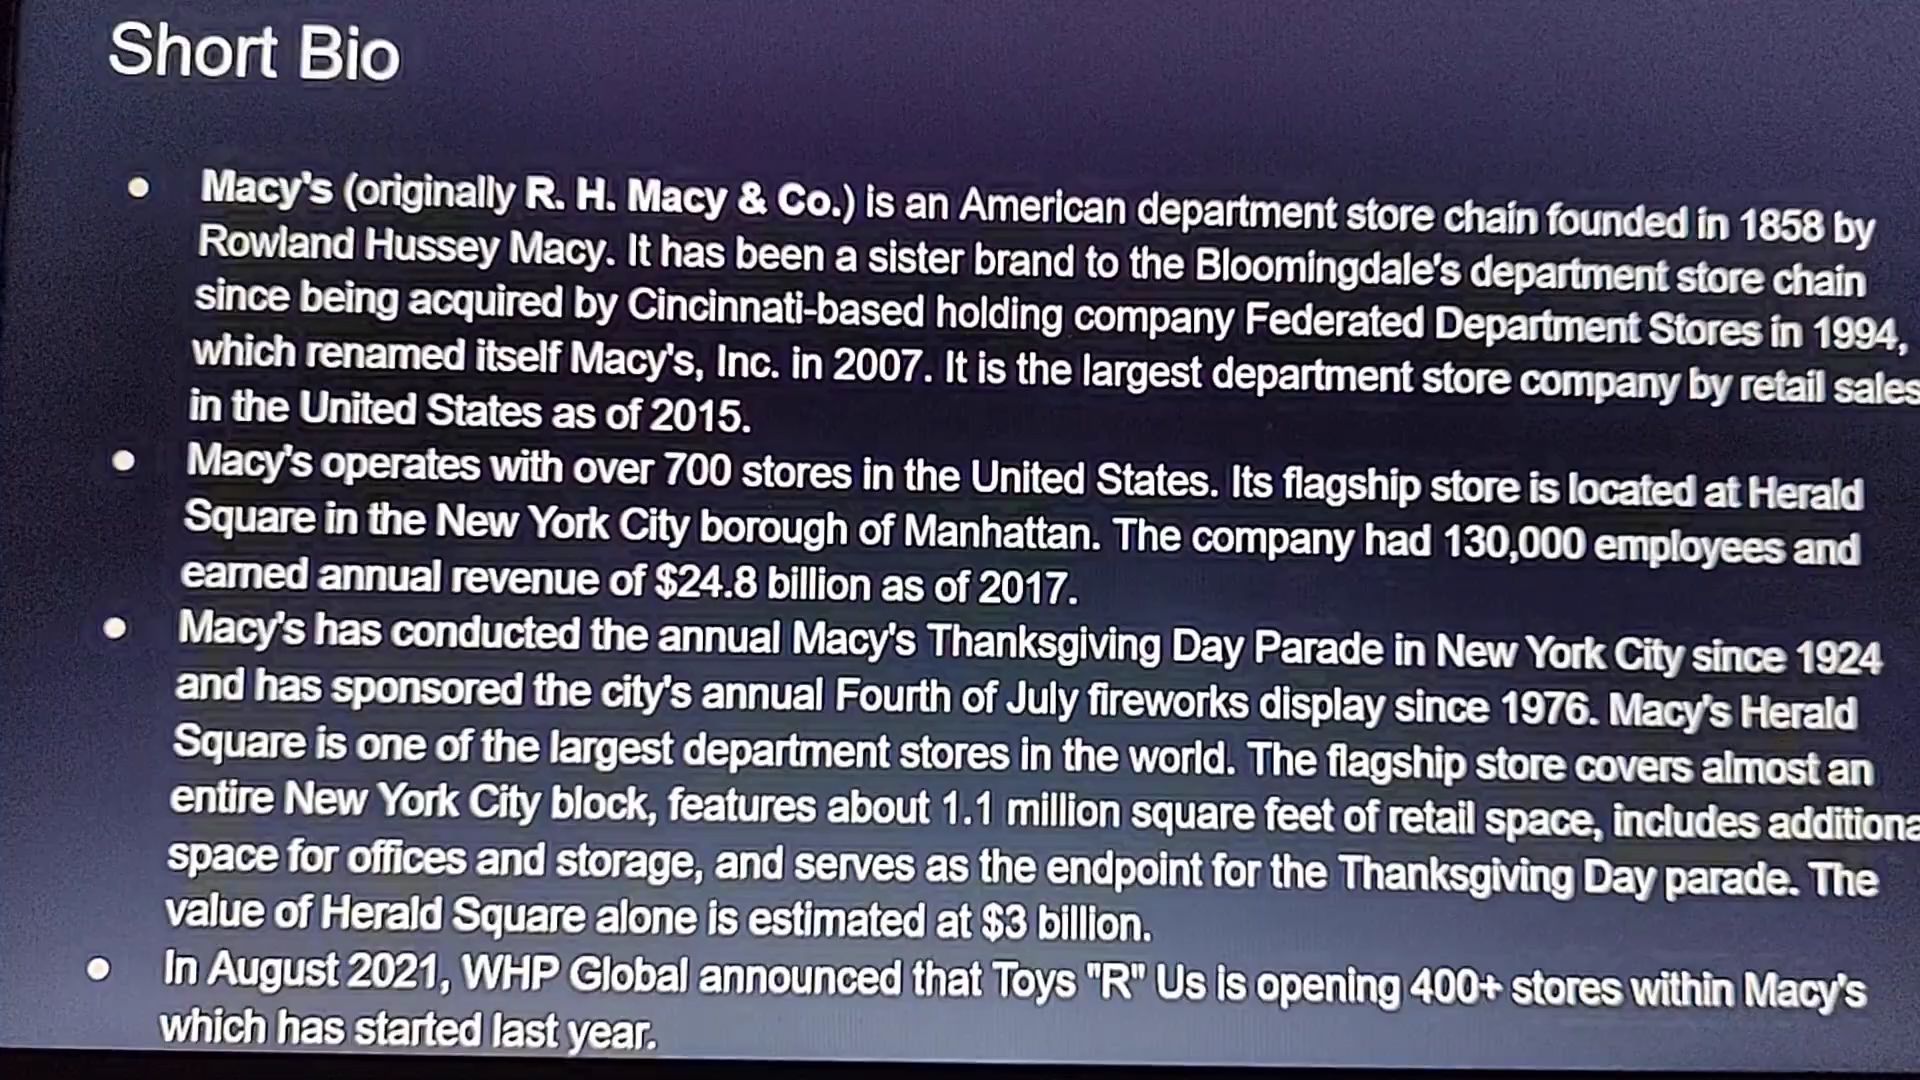 Short Bio
Macy's (originally R. H. Macy & Co.) is an American department store chain founded in 1858 by
Rowland Hussey Macy. It has been a sister brand to the Bloomingdale's department store chain
since being acquired by Cincinnati-based holding company Federated Department Stores in 1994,
which renamed itself Macy's, Inc. in 2007. It is the largest department store company by retail sales
in the United States as of 2015.
Macy's operates with over 700 stores in the United States. Its flagship store is located at Herald
Square in the New York City borough of Manhattan. The company had 130,000 employees and
earned annual revenue of $24.8 billion as of 2017.
Macy's has conducted the annual Macy's Thanksgiving Day Parade in New York City since 1924
and has sponsored the city's annual Fourth of July fireworks display since 1976. Macy's Herald
Square is one of the largest department stores in the world. The flagship store covers almost an
entire New York City block, features about 1.1 million square feet of retail space, includes additiona
space for offices and storage, and serves as the endpoint for the Thanksgiving Day parade. The
value of Herald Square alone is estimated at $3 billion.
In August 2021, WHP Global announced that Toys "R" Us is opening 400+ stores within Macy's
which has started last year.